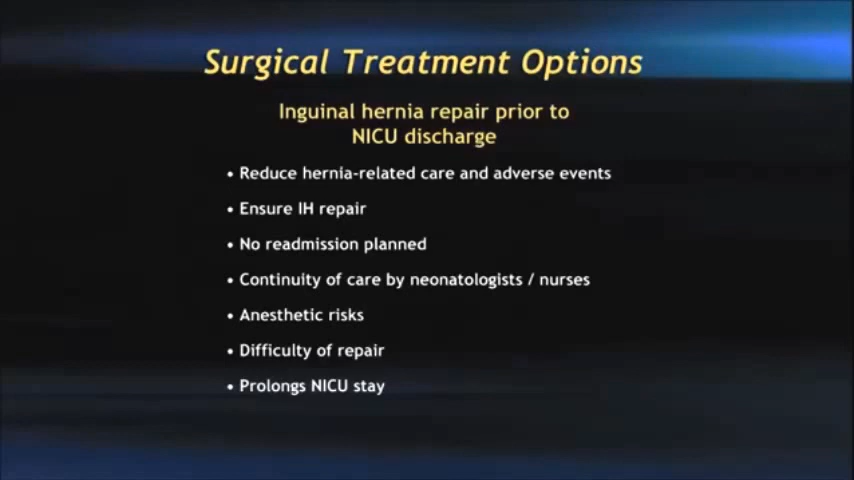 Surgical Treatment Options
Inguinal hernia repair prior to
NICU discharge
• Reduce hernia-related care and adverse events
• Ensure IH repair
• No readmission planned
• Continuity of care by neonatologists / nurses
• Anesthetic risks
• Difficulty of repair
• Prolongs NICU stay